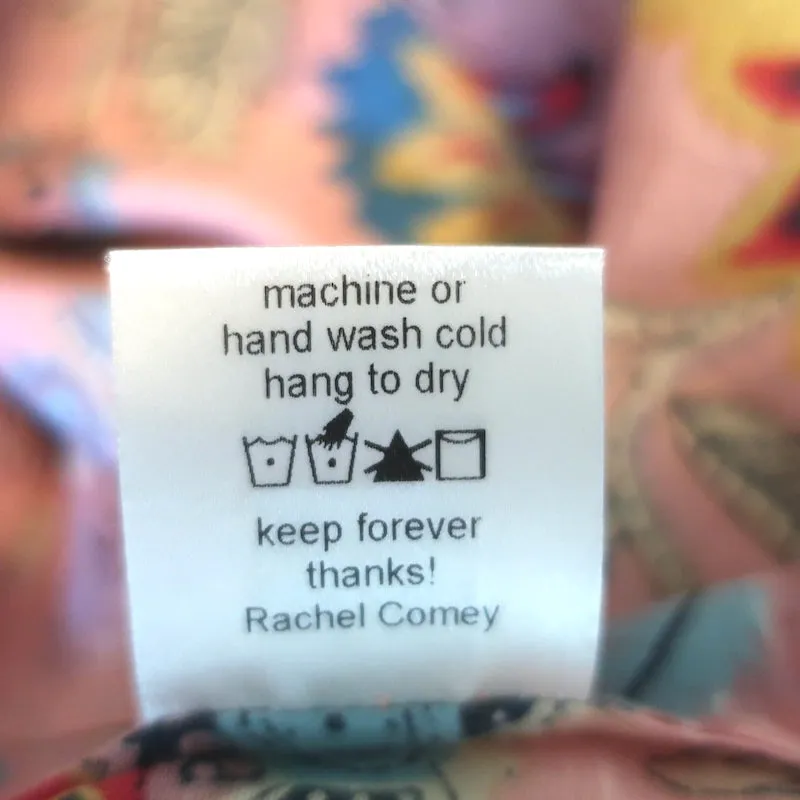 machine or
hand wash cold
hang to dry
keep forever
thanks!
Rachel Comey